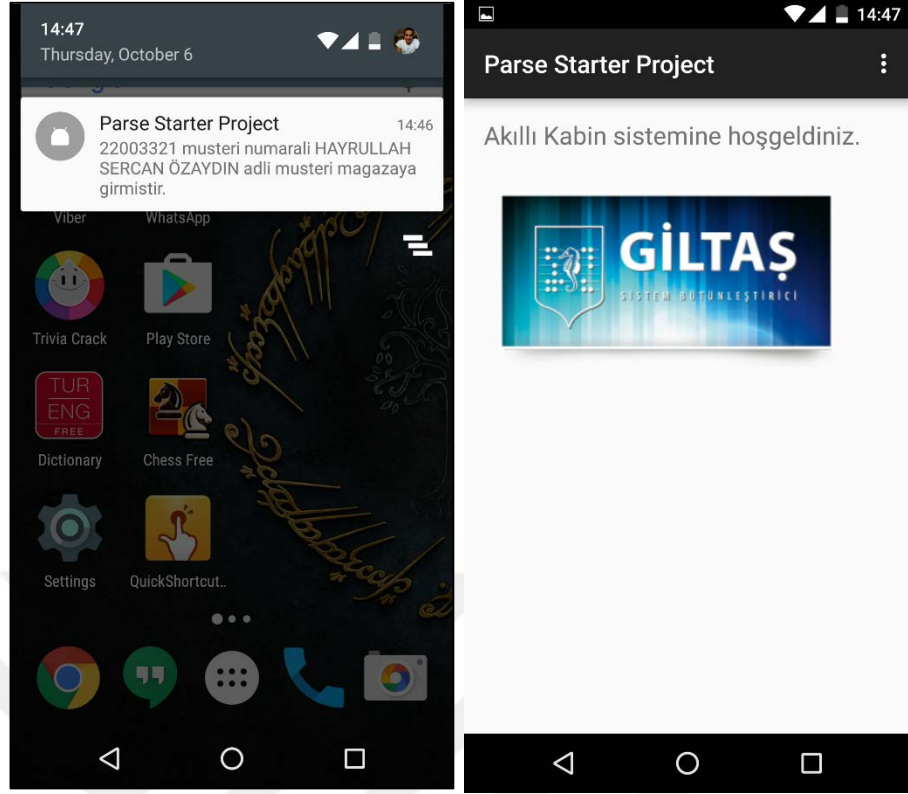 14:47
Thursday, October 6
Parse Starter Project 14:46
22003321 musteri numarali HAYRULLAH
SERCAN ÖZAYDIN adli musteri magazaya
girmistir.
Viber WhatsApp
Trivia Crack Play Store
TUR
ENG
FREE
Dictionary Chess Free
Settings QuickShortcut..
14:47
Parse Starter Project
Akıllı Kabin sistemine hoşgeldiniz.
GİLTAŞ
SİSTEM BÜTÜNLEŞTİRİCİ